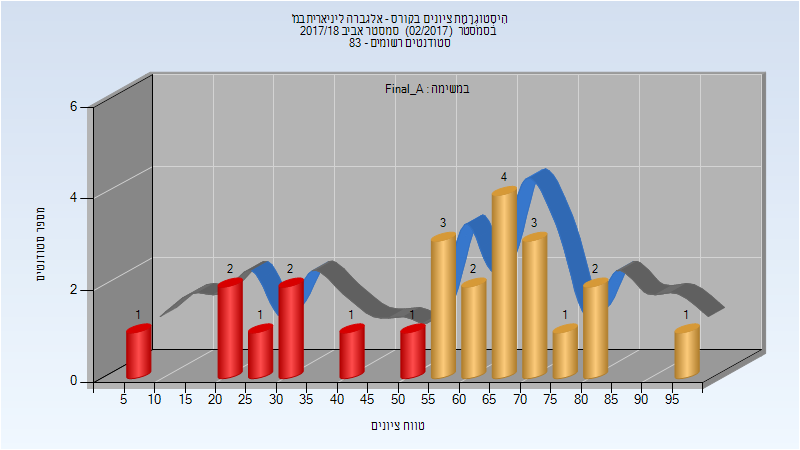 היסטוגרמת ציונים בקורס - אלגברה ליניארית במ'
בסמסטר (02/2017) סמסטר אביב 2017/18
סטודנטים רשומים - 83
במשימה : Final_A
מספר סטודנטים
6
4
2
0
1
2
1
2
1
1
3
2
4
3
1
2
1
5 10 15 20 25 30 35 40 45 50 55 60 65 70 75 80 85 90 95
טווח ציונים